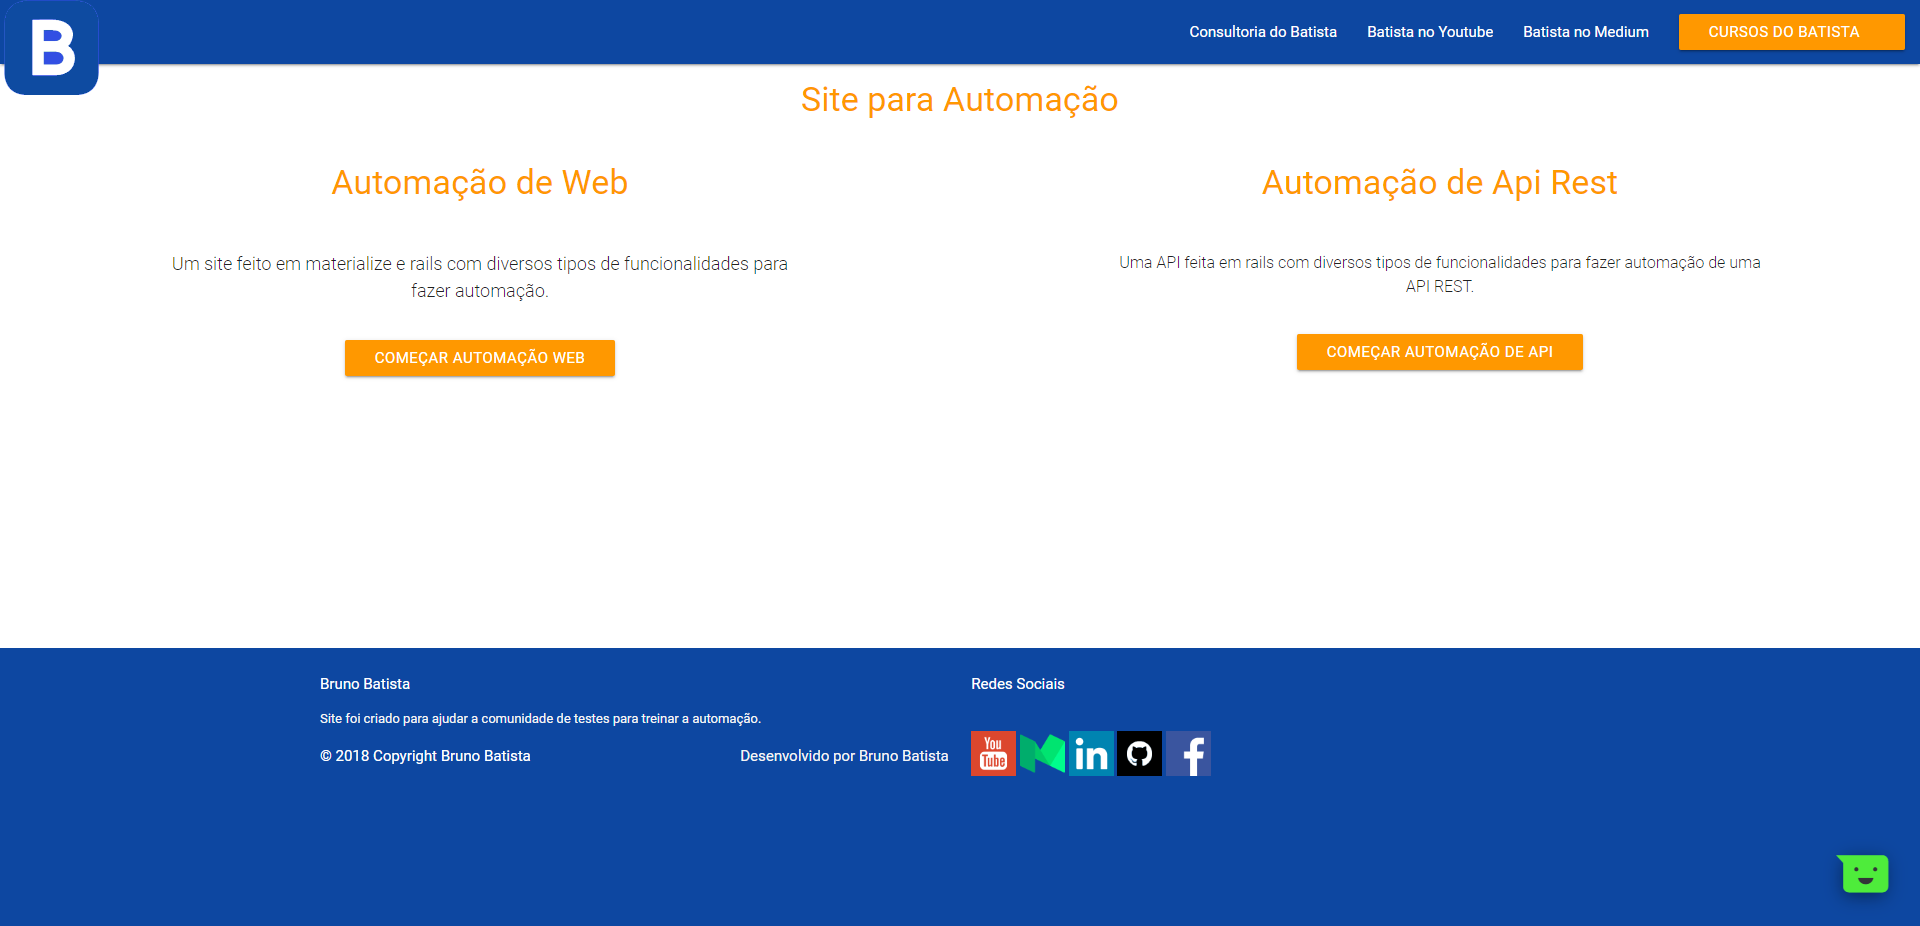 B
Consultoria do Batista
Batista no Youtube
Batista no Medium
CURSOS DO BATISTA
Site para Automação
Automação de Web
Um site feito em materialize e rails com diversos tipos de funcionalidades para
fazer automação.
COMEÇAR AUTOMAÇÃO WEB
Automação de Api Rest
Uma API feita em rails com diversos tipos de funcionalidades para fazer automação de uma
API REST.
COMEÇAR AUTOMAÇÃO DE API
Bruno Batista
Site foi criado para ajudar a comunidade de testes para treinar a automação.
© 2018 Copyright Bruno Batista
Desenvolvido por Bruno Batista
Redes Sociais
You
Tube
in
f